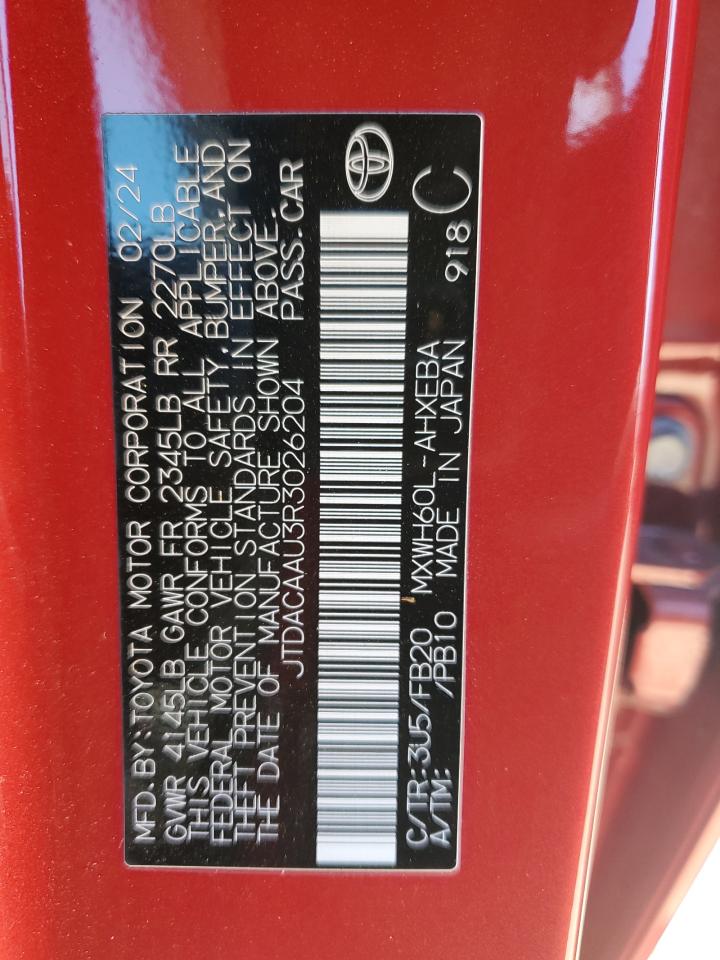 MFD. BY: TOYOTA MOTOR CORPORATION 02/24
GVWR 4145LB GAWR FR 2345LB RR 2270LB
THIS VEHICLE CONFORMS TO ALL APPLICABLE
FEDERAL MOTOR VEHICLE SAFETY, BUMPER, AND
THEFT PREVENTION STANDARDS IN EFFECT ON
THE DATE OF MANUFACTURE SHOWN ABOVE.
JTDACAAU3R3026204 PASS. CAR
C/TR: 3U5/FB20 MXWH60L-AHXEBA
A/TM: /PB10 MADE IN JAPAN 918 C